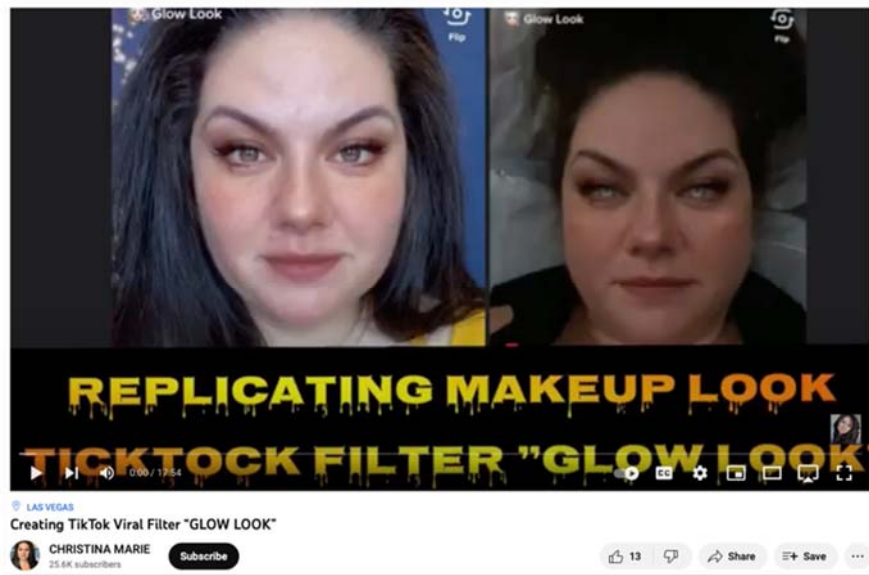 Glow Look
Flip
Glow Look
Flip
REPLICATING MAKEUP LOOK
TICKTOCK FILTER "GLOW LOOK"
0:00 / 17:54
CC
LAS VEGAS
Creating TikTok Viral Filter "GLOW LOOK"
CHRISTINA MARIE
25.6K subscribers
Subscribe
13
Share
Save